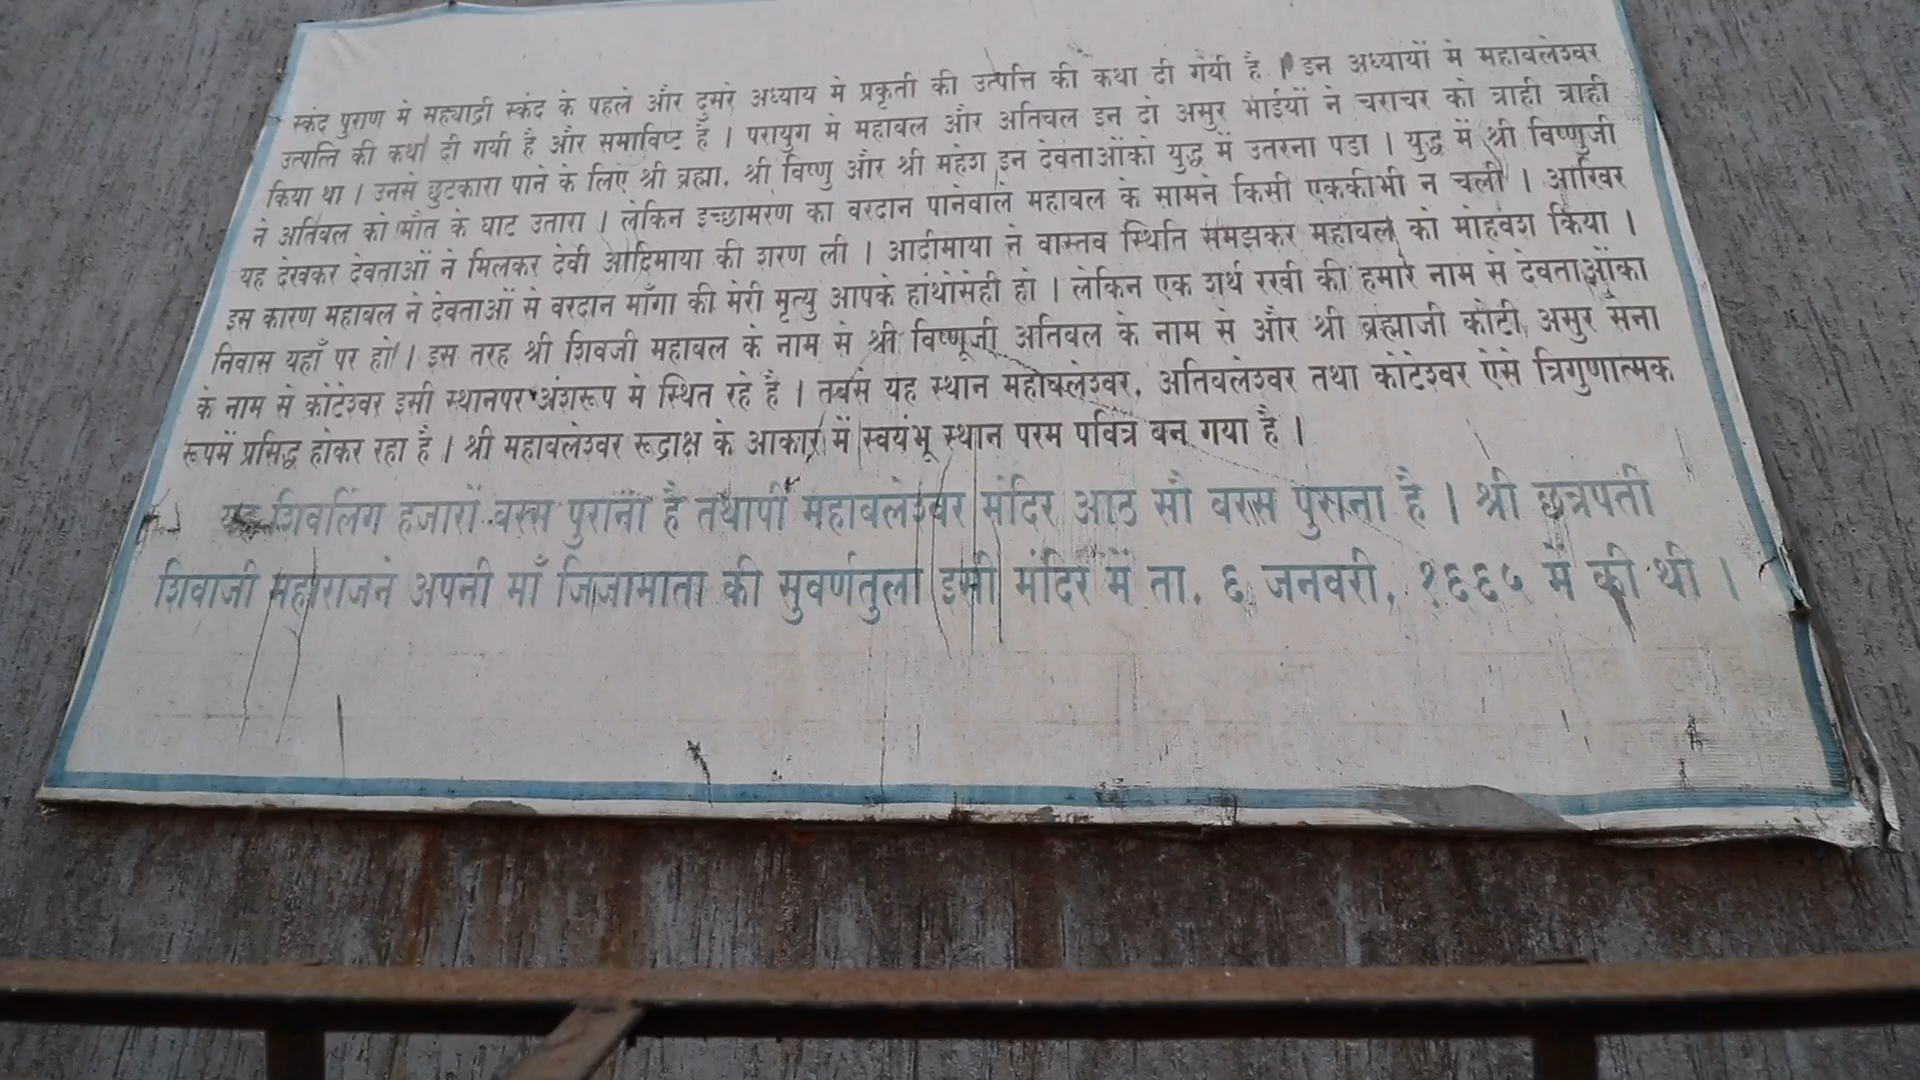 स्कंद पुराण मे सह्याद्री स्कंद के पहले और दुसरे अध्याय मे प्रकृती की उत्पत्ति की कथा दी गयी है । इन अध्यायों मे महाबलेश्वर
उत्पत्ति की कथा दी गयी है और समाविष्ट है । परायुग मे महाबल और अतिबल इन दो असुर भाईयों ने चराचर को त्राही त्राही
किया था । उनसे छुटकारा पाने के लिए श्री ब्रह्मा, श्री विष्णु और श्री महेश इन देवताओंको युद्ध में उतरना पडा । युद्ध में श्री विष्णुजी
ने अतिबल को मौत के घाट उतारा । लेकिन इच्छामरण का वरदान पानेवाले महाबल के सामने किसी एककीभी न चली । आखिर
यह देखकर देवताओं ने मिलकर देवी आदिमाया की शरण ली । आदीमाया ने वास्तव स्थिति समझकर महाबल को मोहवश किया ।
इस कारण महाबल ने देवताओं से वरदान माँगा की मेरी मृत्यु आपके हांथोसेही हो । लेकिन एक शर्थ रखी की हमारे नाम से देवताओंका
निवास यहाँ पर हो । इस तरह श्री शिवजी महाबल के नाम से श्री विष्णूजी अतिबल के नाम से और श्री ब्रह्माजी कोटी असुर सेना
के नाम से कोटेश्वर इसी स्थानपर अंशरूप मे स्थित रहे है । तबसे यह स्थान महाबलेश्वर, अतिबलेश्वर तथा कोटेश्वर ऐसे त्रिगुणात्मक
रूपमें प्रसिद्ध होकर रहा है । श्री महाबलेश्वर रूद्राक्ष के आकार में स्वयंभू स्थान परम पवित्र बन गया है ।
यह शिवलिंग हजारों बरस पुराना है तथापी महाबलेश्वर मंदिर आठ सौ बरस पुराना है । श्री छत्रपती
शिवाजी महाराजने अपनी माँ जिजामाता की सुवर्णतुला इसी मंदिर में ता. ६ जनवरी, १६६५ में की थी ।